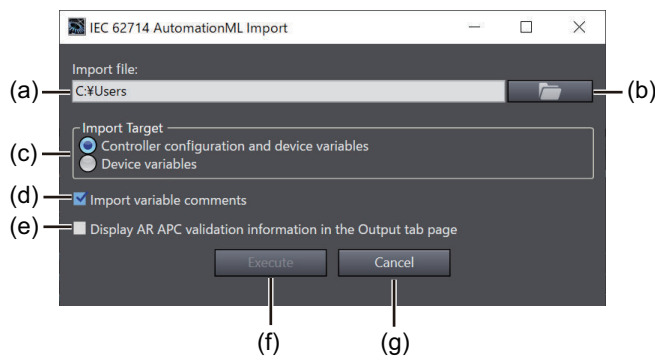 IEC 62714 AutomationML Import
Import file:
(a) C:¥Users (b)
Import Target
(c) Controller configuration and device variables
Device variables
(d) Import variable comments
(e) Display AR APC validation information in the Output tab page
Execute Cancel
(f) (g)